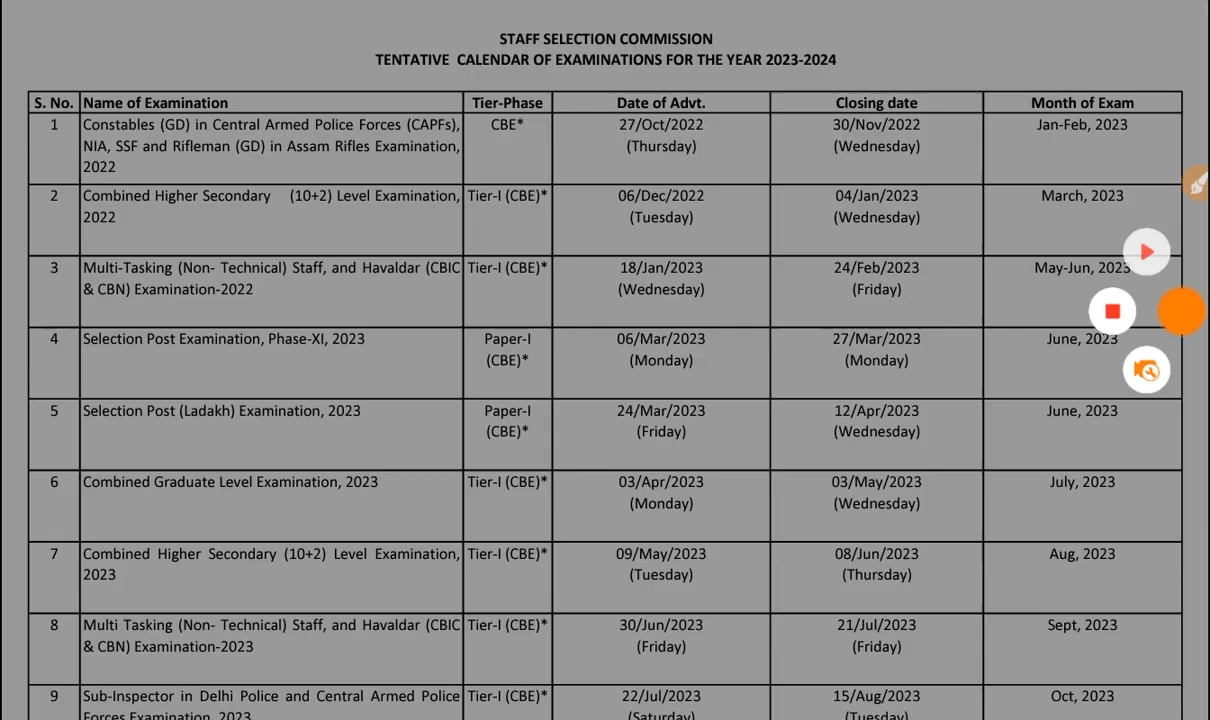 STAFF SELECTION COMMISSION
TENTATIVE CALENDAR OF EXAMINATIONS FOR THE YEAR 2023-2024
S. No. Name of Examination Tier-Phase Date of Advt. Closing date Month of Exam
1 Constables (GD) in Central Armed Police Forces (CAPFs), CBE* 27/Oct/2022 30/Nov/2022 Jan-Feb, 2023
NIA, SSF and Rifleman (GD) in Assam Rifles Examination, (Thursday) (Wednesday)
2022
2 Combined Higher Secondary (10+2) Level Examination, Tier-I (CBE)* 06/Dec/2022 04/Jan/2023 March, 2023
2022 (Tuesday) (Wednesday)
3 Multi-Tasking (Non- Technical) Staff, and Havaldar (CBIC Tier-I (CBE)* 18/Jan/2023 24/Feb/2023 May-Jun, 2023
& CBN) Examination-2022 (Wednesday) (Friday)
4 Selection Post Examination, Phase-XI, 2023 Paper-I 06/Mar/2023 27/Mar/2023 June, 2023
(CBE)* (Monday) (Monday)
5 Selection Post (Ladakh) Examination, 2023 Paper-I 24/Mar/2023 12/Apr/2023 June, 2023
(CBE)* (Friday) (Wednesday)
6 Combined Graduate Level Examination, 2023 Tier-I (CBE)* 03/Apr/2023 03/May/2023 July, 2023
(Monday) (Wednesday)
7 Combined Higher Secondary (10+2) Level Examination, Tier-I (CBE)* 09/May/2023 08/Jun/2023 Aug, 2023
2023 (Tuesday) (Thursday)
8 Multi Tasking (Non- Technical) Staff, and Havaldar (CBIC Tier-I (CBE)* 30/Jun/2023 21/Jul/2023 Sept, 2023
& CBN) Examination-2023 (Friday) (Friday)
9 Sub-Inspector in Delhi Police and Central Armed Police Tier-I (CBE)* 22/Jul/2023 15/Aug/2023 Oct, 2023
Forces Examination, 2023 (Saturday) (Tuesday)